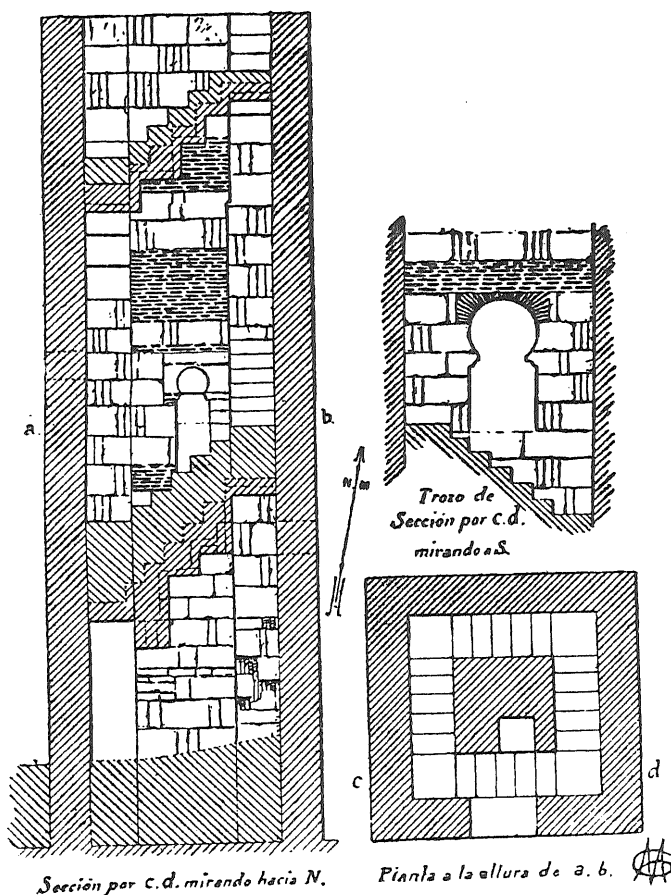 a.
b.
N
Trozo de
Sección por c.d.
mirando a S.
c
d
Sección por c.d. mirando hacia N.
Planta a la altura de a. b.